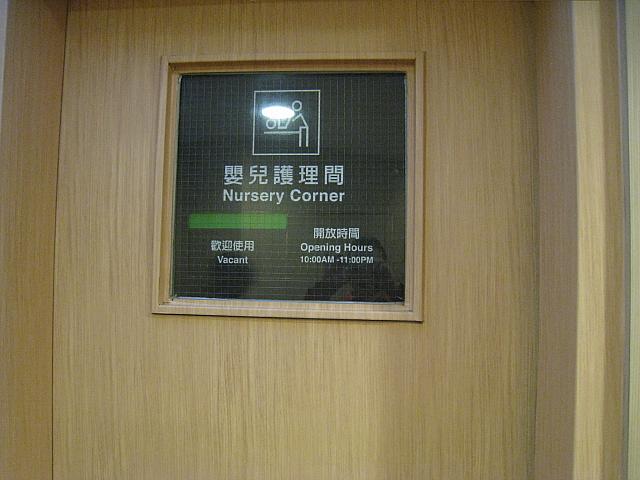 嬰兒護理間
Nursery Corner
歡迎使用
Vacant
開放時間
Opening Hours
10:00AM -11:00PM